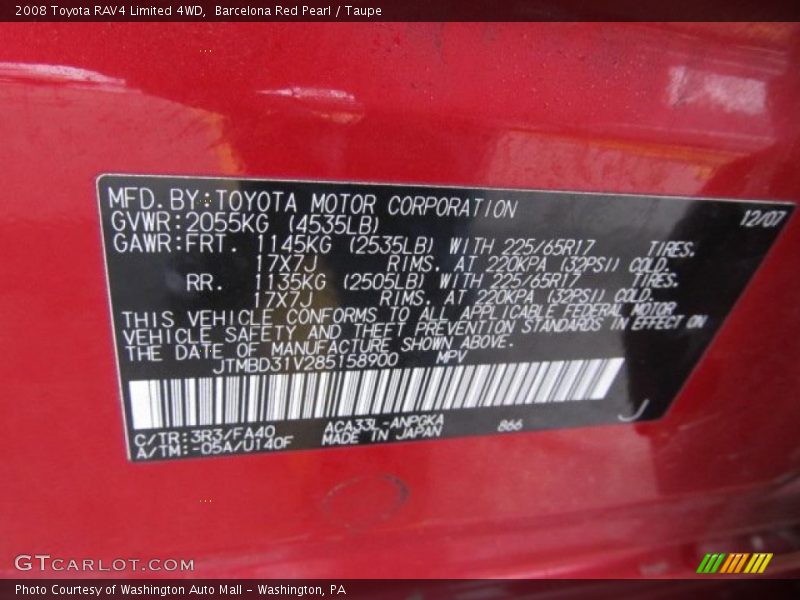 2008 Toyota RAV4 Limited 4WD, Barcelona Red Pearl / Taupe
MFD. BY: TOYOTA MOTOR CORPORATION 12/07
GVWR: 2055KG (4535LB)
GAWR: FRT. 1145KG (2535LB) WITH 225/65R17 TIRES.
17X7J RIMS. AT 220KPA (32PSI) COLD.
RR. 1135KG (2505LB) WITH 225/65R17 TIRES.
17X7J RIMS. AT 220KPA (32PSI) COLD.
THIS VEHICLE CONFORMS TO ALL APPLICABLE FEDERAL MOTOR
VEHICLE SAFETY AND THEFT PREVENTION STANDARDS IN EFFECT ON
THE DATE OF MANUFACTURE SHOWN ABOVE.
JTMBD31V285158900 MPV
C/TR: 3R3/FA40 ACA33L-ANPGKA 866 J
A/TM: -05A/U140F MADE IN JAPAN
GTCARLOT.COM
Photo Courtesy of Washington Auto Mall - Washington, PA